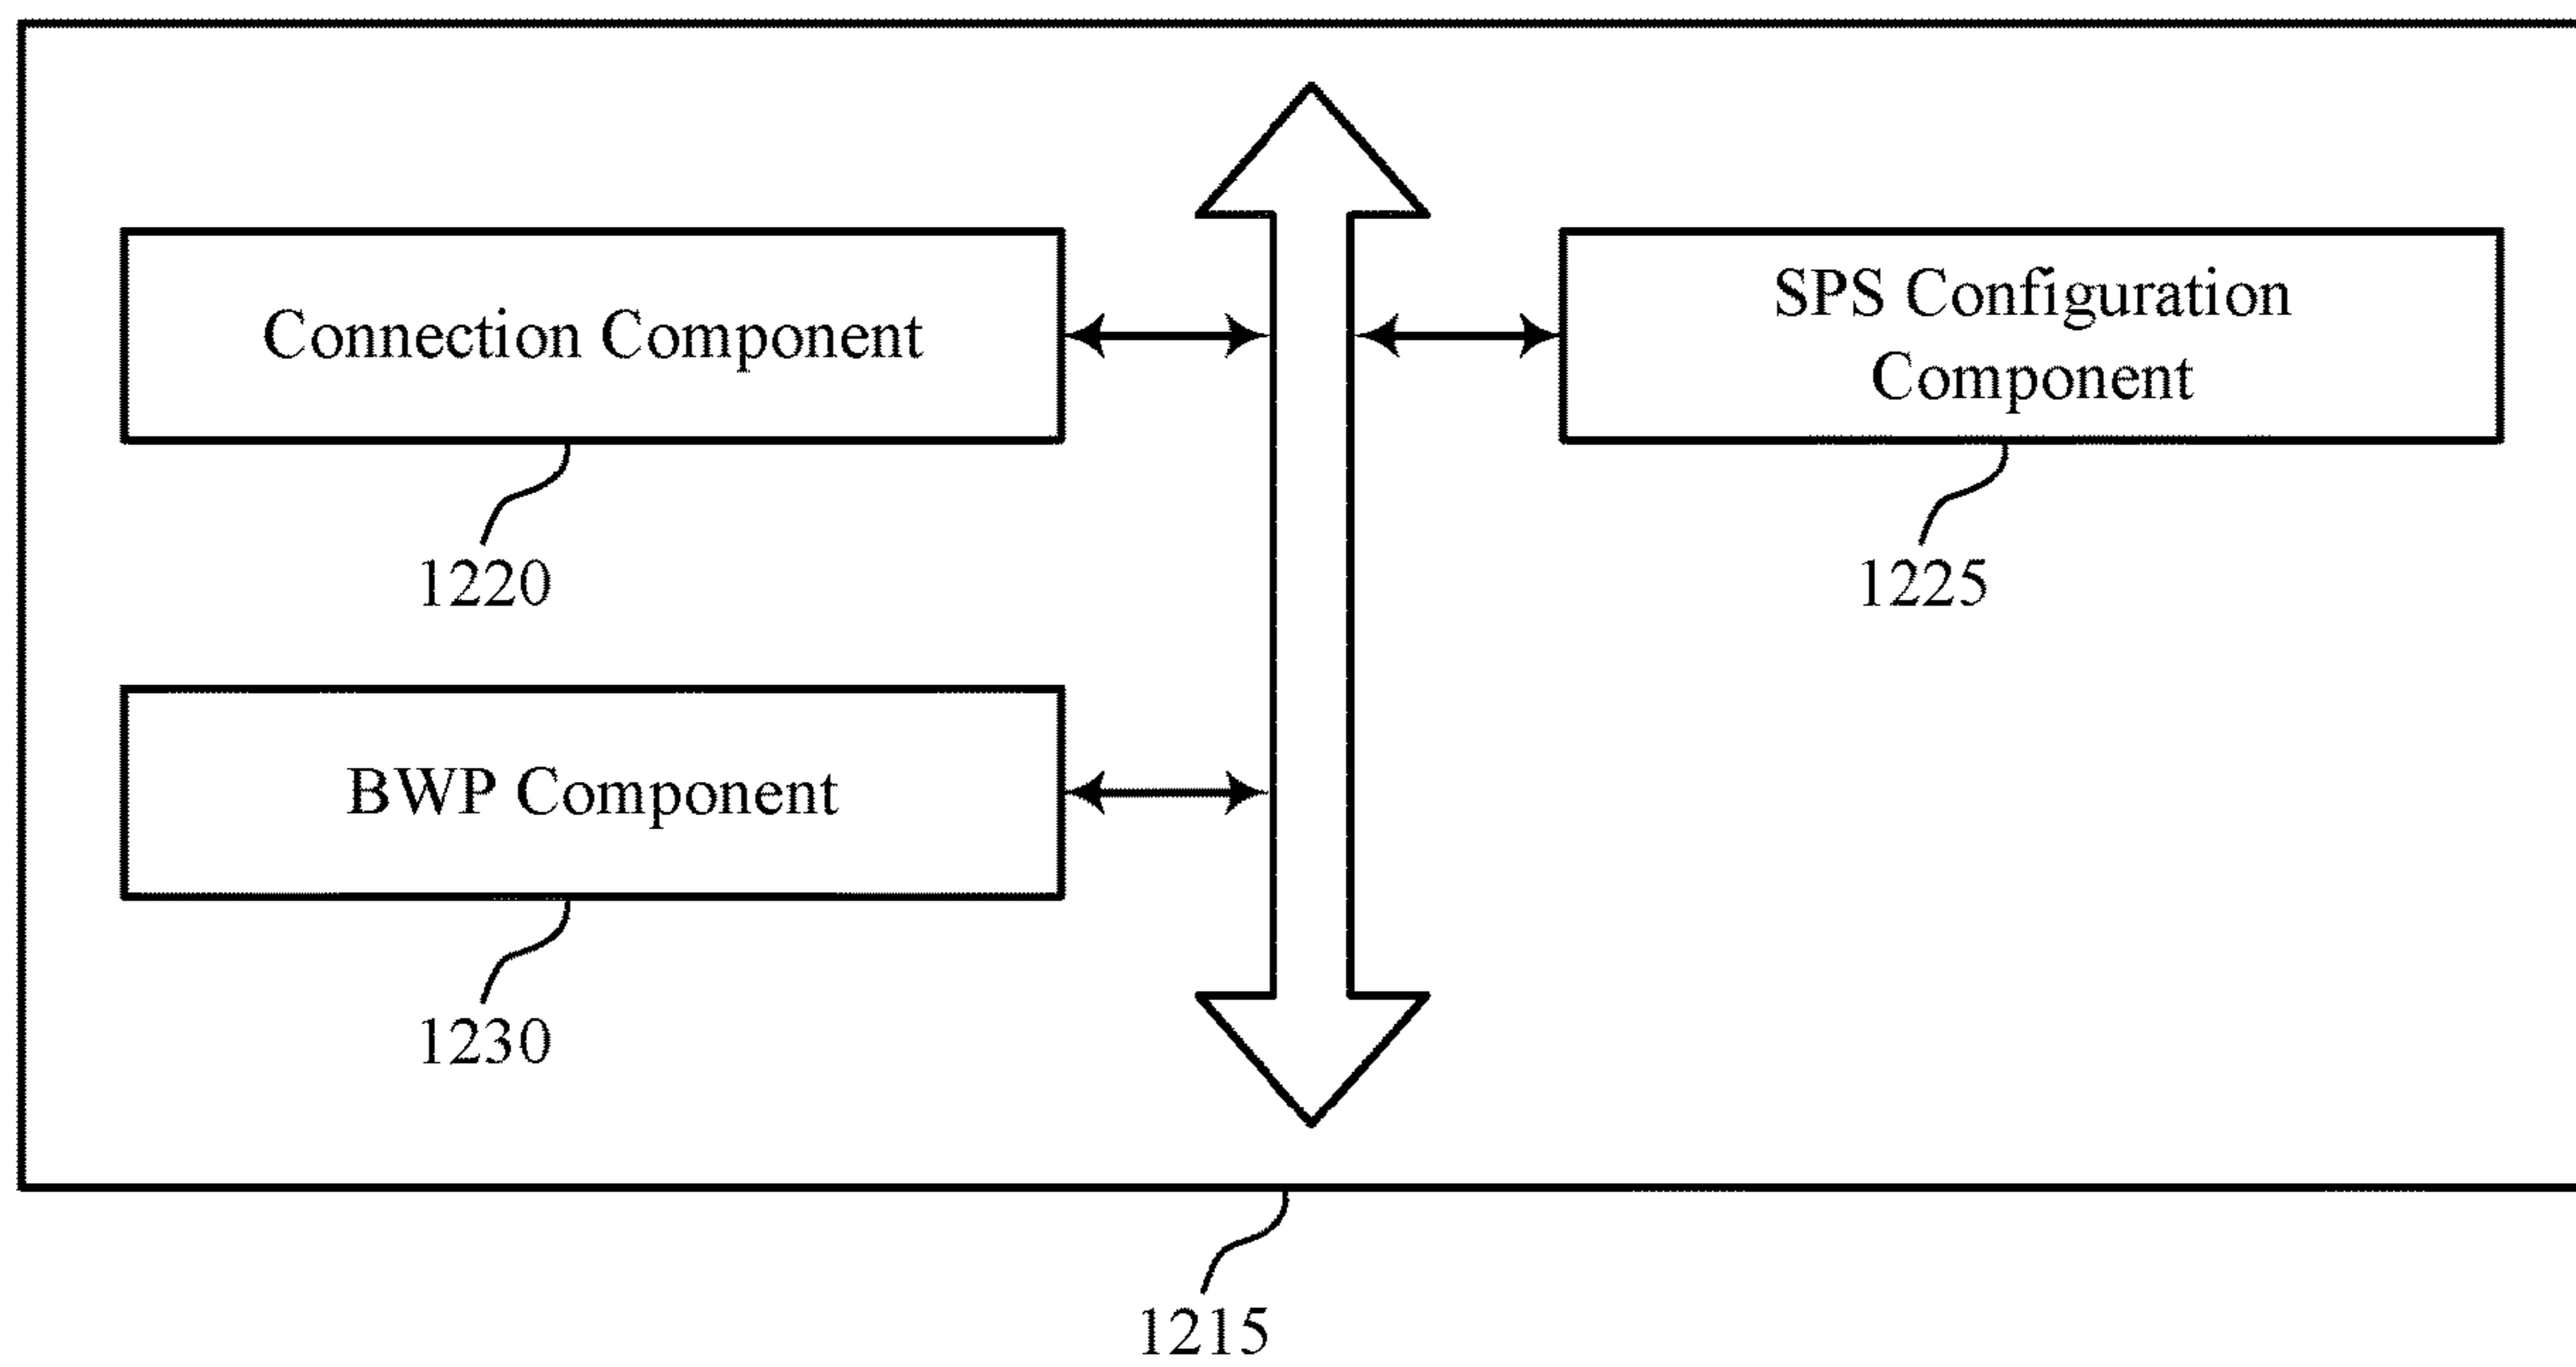 Connection Component
SPS Configuration
Component
1220
1225
BWP Component
1230
1215